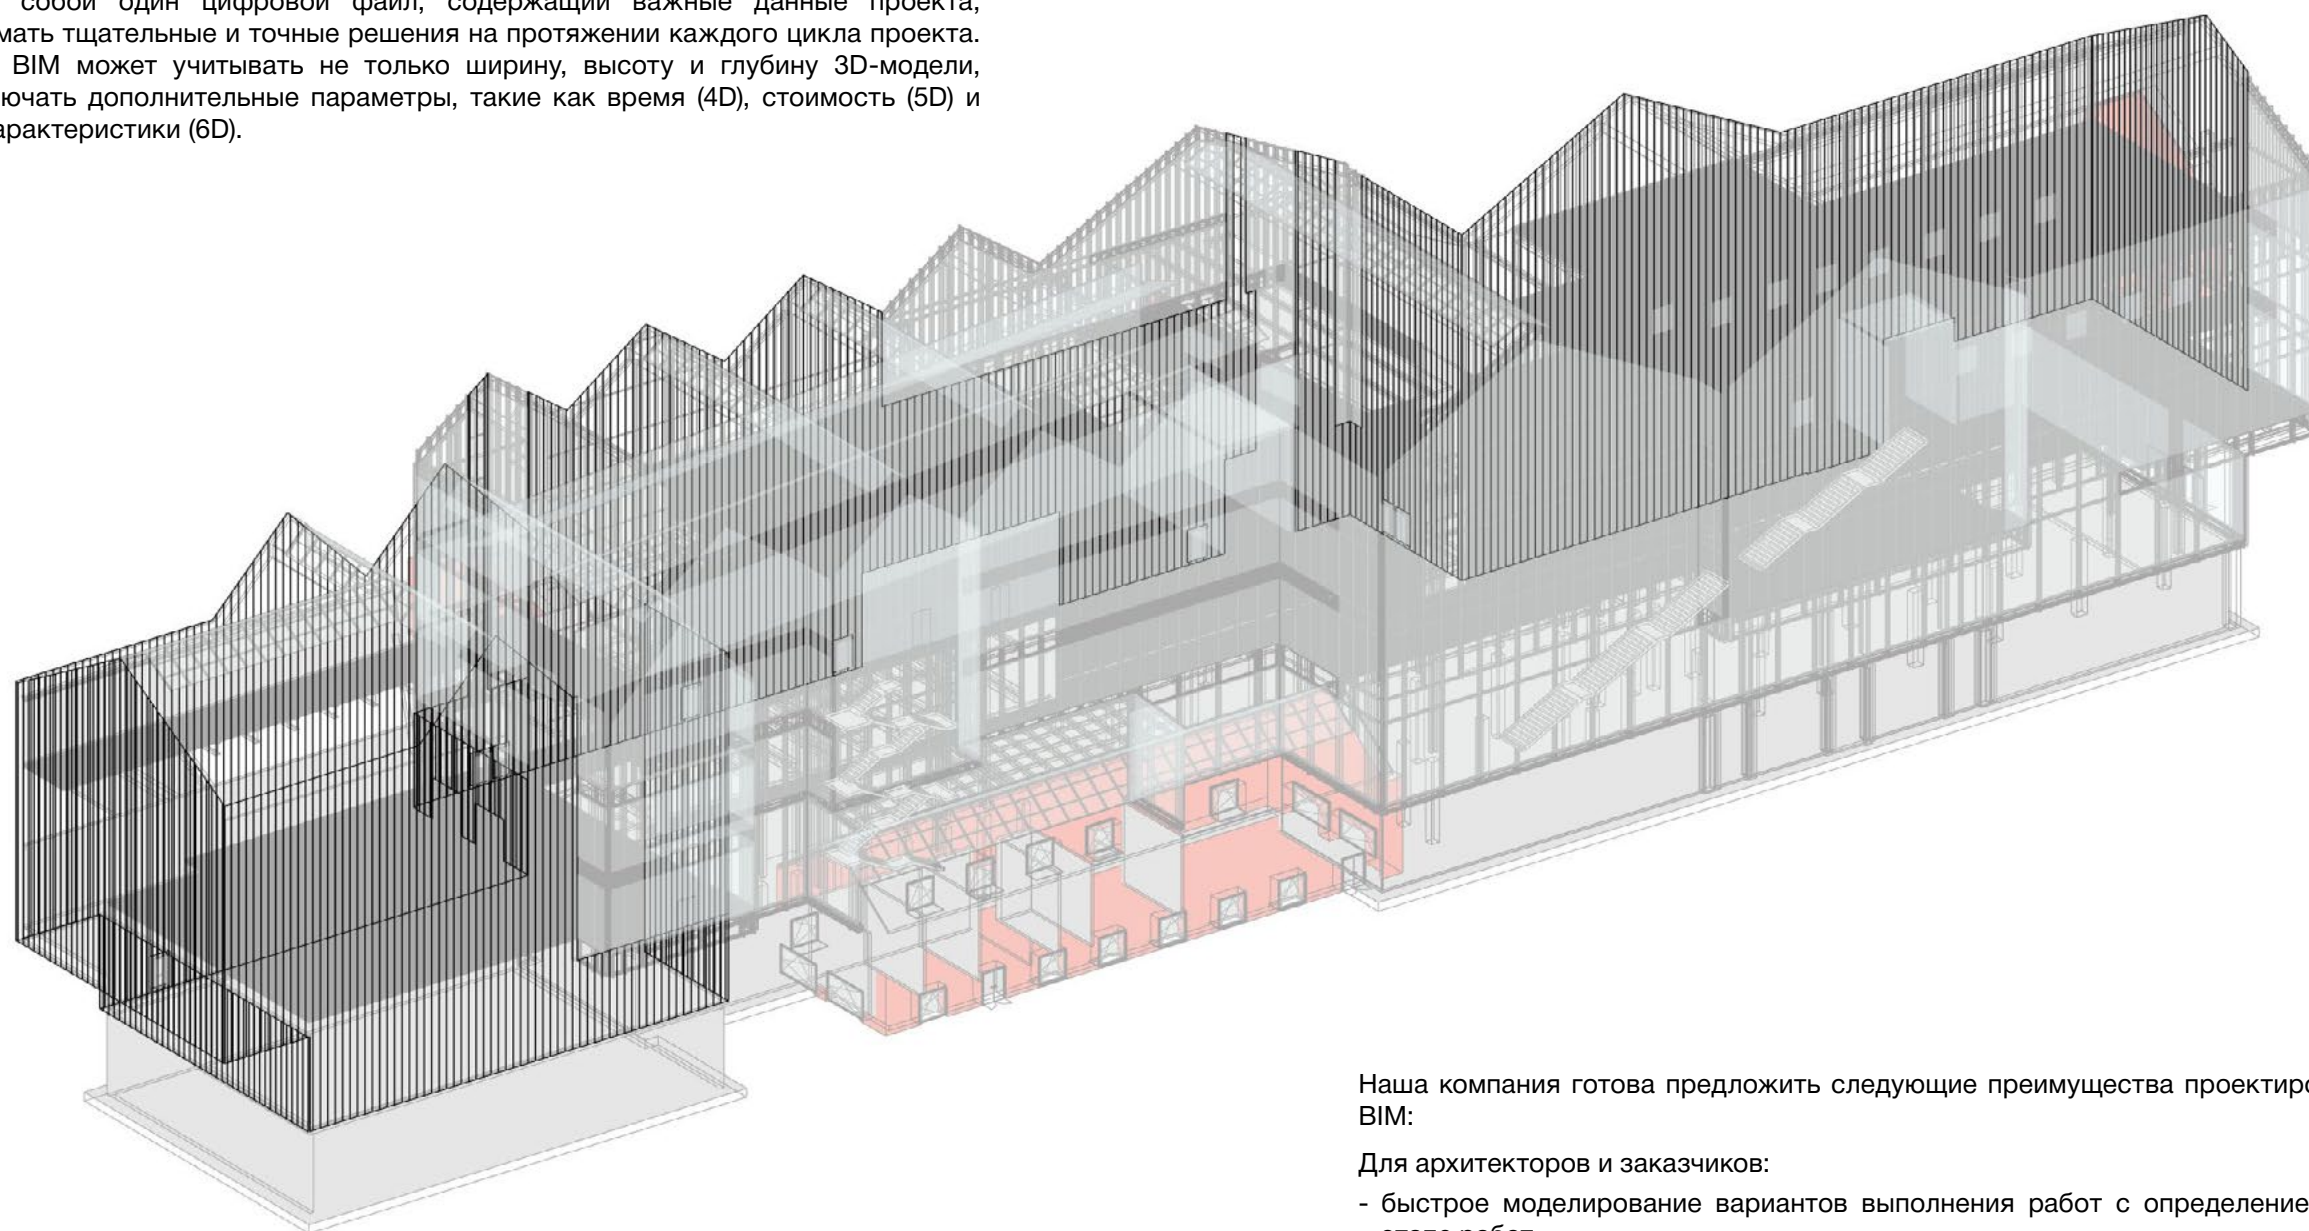 собой один цифровой файл, содержащий важные данные проекта,
мать тщательные и точные решения на протяжении каждого цикла проекта.
BIM может учитывать не только ширину, высоту и глубину 3D-модели,
ючать дополнительные параметры, такие как время (4D), стоимость (5D) и
арактеристики (6D).
Наша компания готова предложить следующие преимущества проектиро
BIM:
Для архитекторов и заказчиков:
- быстрое моделирование вариантов выполнения работ с определение